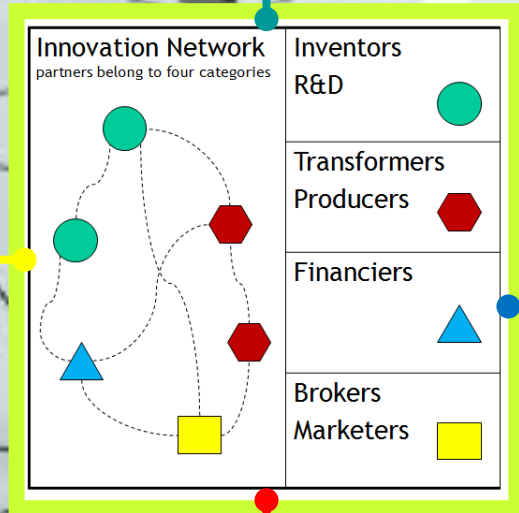 Innovation Network
partners belong to four categories
Inventors
R&D
Transformers
Producers
Financiers
Brokers
Marketers